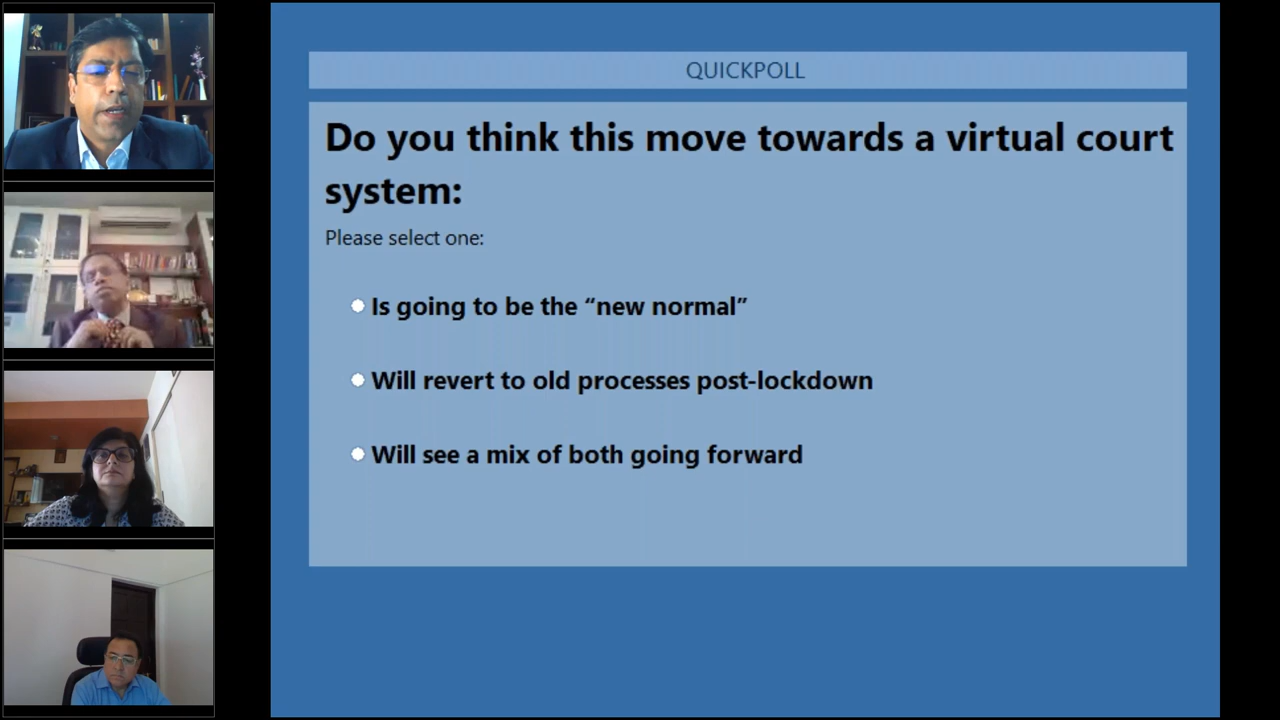 QUICKPOLL
Do you think this move towards a virtual court
system:
Please select one:
Is going to be the “new normal”
Will revert to old processes post-lockdown
Will see a mix of both going forward